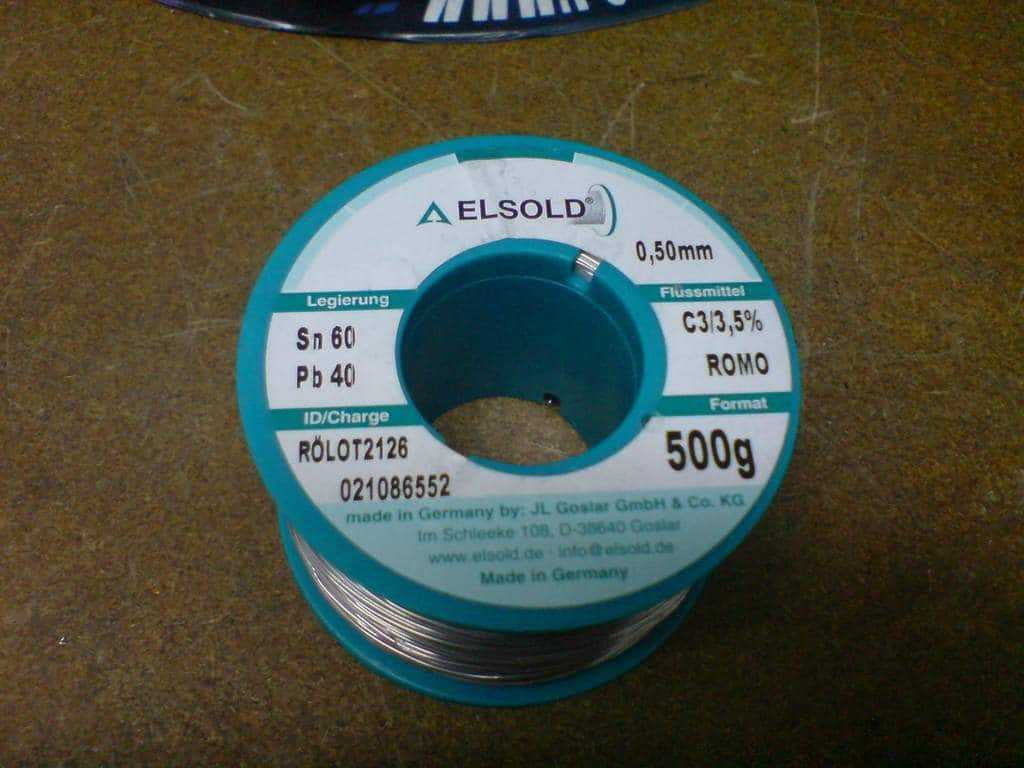 ELSOLD®
0,50mm
Legierung
Sn 60
Pb 40
Flussmittel
C3/3,5%
ROMO
ID/Charge
RÖLOT2126
021086552
Format
500g
made in Germany by: JL Goslar GmbH & Co. KG
Im Schleeke 108, D-38640 Goslar
www.elsold.de · info@elsold.de
Made in Germany